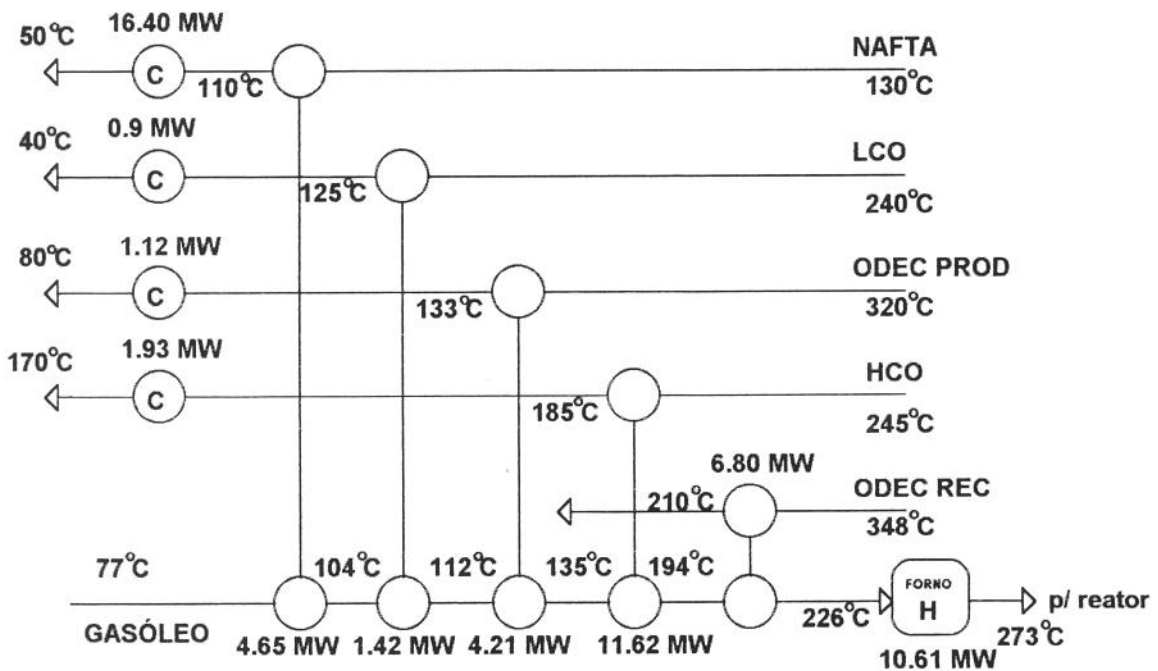 50°C
16.40 MW
NAFTA
C
110°C
130°C
40°C
0.9 MW
LCO
C
125°C
240°C
80°C
1.12 MW
ODEC PROD
C
133°C
320°C
170°C
1.93 MW
HCO
C
185°C
245°C
6.80 MW
ODEC REC
210°C
348°C
77°C
104°C
112°C
135°C
194°C
FORNO
H
p/ reator
GASÓLEO
226°C
273°C
4.65 MW
1.42 MW
4.21 MW
11.62 MW
10.61 MW